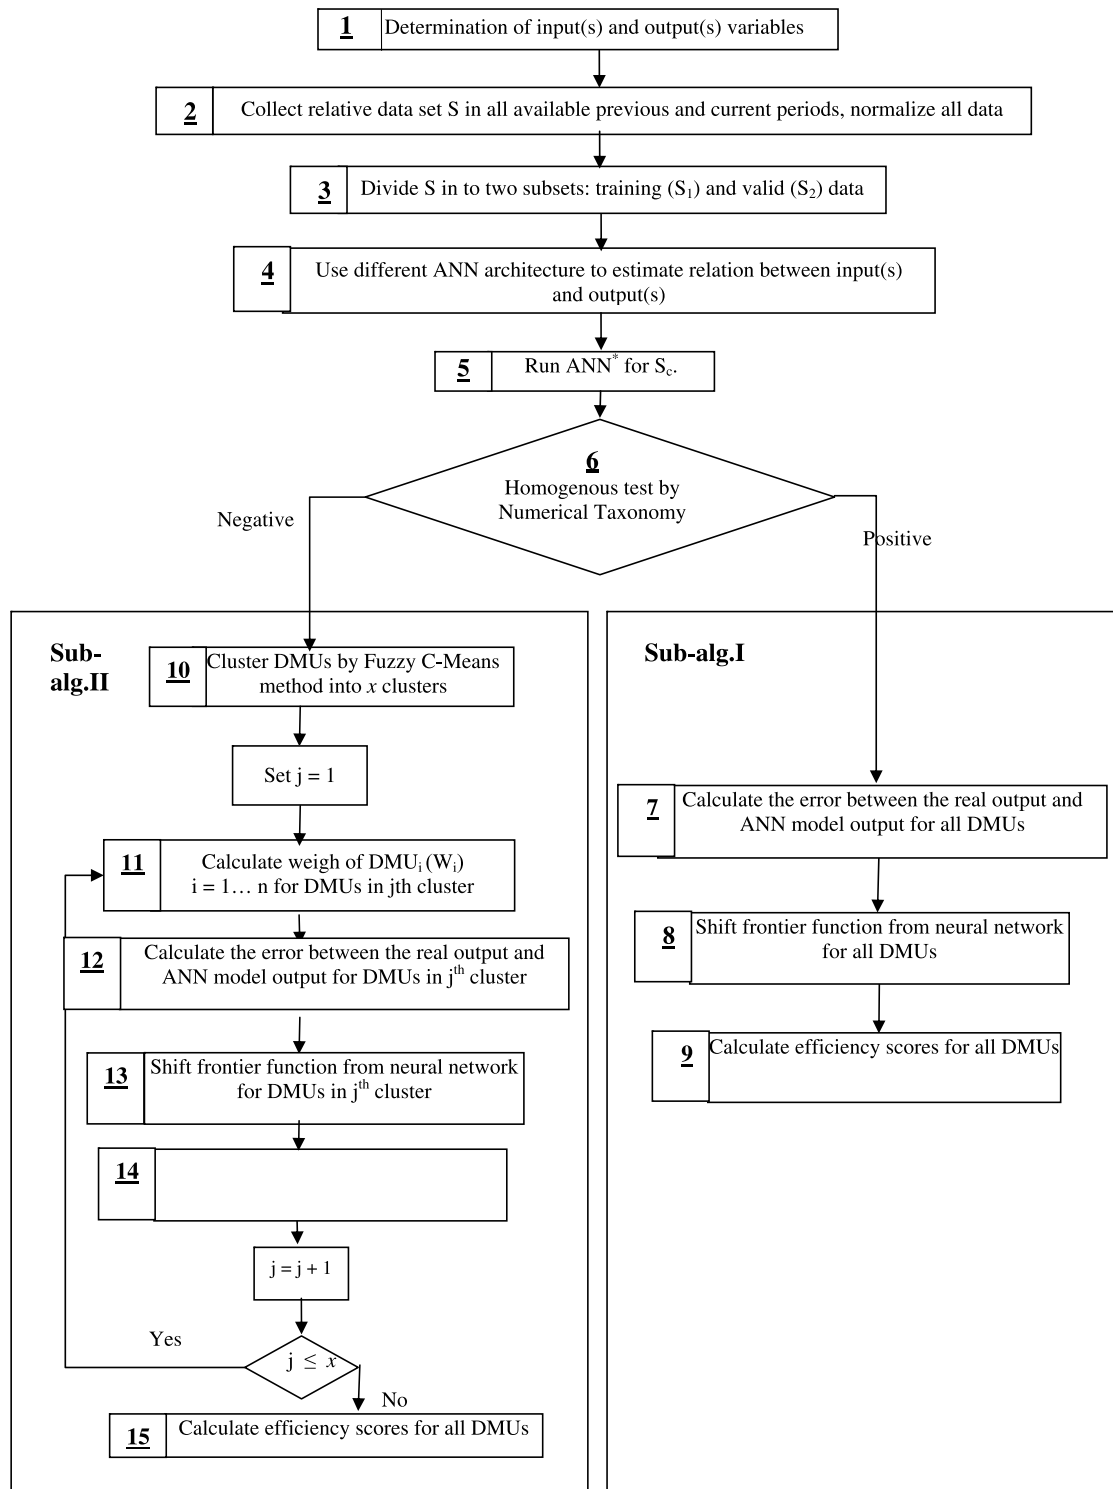 1
Determination of input(s) and output(s) variables
2
Collect relative data set S in all available previous and current periods, normalize all data
3
Divide S in to two subsets: training (S₁) and valid (S₂) data
4
Use different ANN architecture to estimate relation between input(s)
and output(s)
5
Run ANN* for Sc.
6
Homogenous test by
Numerical Taxonomy
Negative
Positive
Sub-
alg.II
10
Cluster DMUs by Fuzzy C-Means
method into x clusters
Set j = 1
11
Calculate weigh of DMUᵢ (Wᵢ)
i = 1… n for DMUs in jth cluster
12
Calculate the error between the real output and
ANN model output for DMUs in jth cluster
13
Shift frontier function from neural network
for DMUs in jth cluster
14
j = j + 1
Yes
j ≤ x
No
15
Calculate efficiency scores for all DMUs
Sub-alg.I
7
Calculate the error between the real output and
ANN model output for all DMUs
8
Shift frontier function from neural network
for all DMUs
9
Calculate efficiency scores for all DMUs